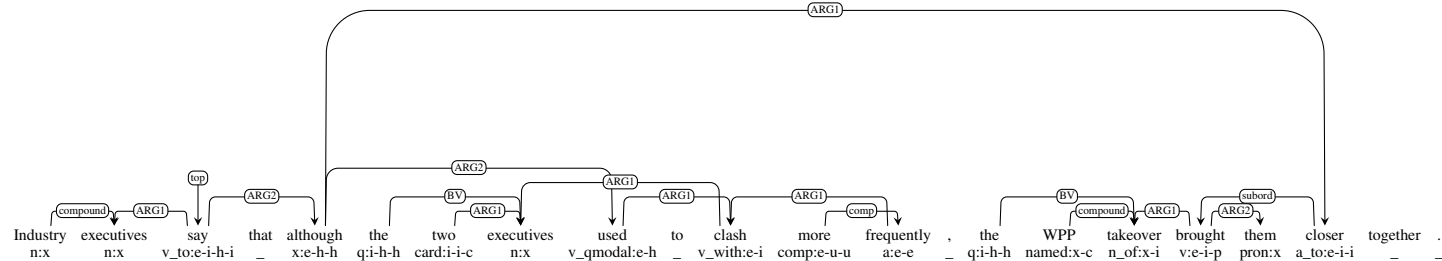 ARG1
ARG2
top ARG1
compound ARG1 ARG2 BV ARG1 ARG1 comp ARG1 BV compound ARG1 subord ARG2
Industry executives say that although the two executives used to clash more frequently , the WPP takeover brought them closer together .
n:x n:x v_to:e-i-h-i _ x:e-h-h q:i-h-h card:i-i-c n:x v_qmodal:e-h _ v_with:e-i comp:e-u-u a:e-e _ q:i-h-h named:x-c n_of:x-i v:e-i-p pron:x a_to:e-i-i _ _